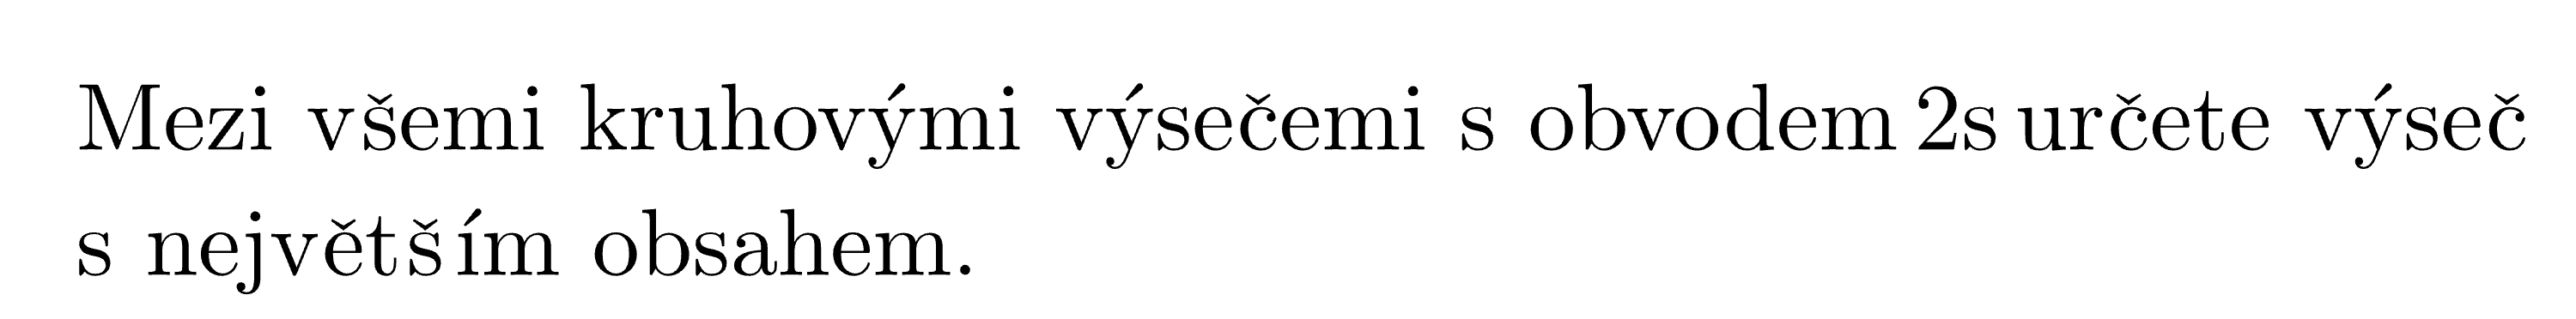 Mezi všemi kruhovými výsečemi s obvodem 2s určete výseč
s největším obsahem.